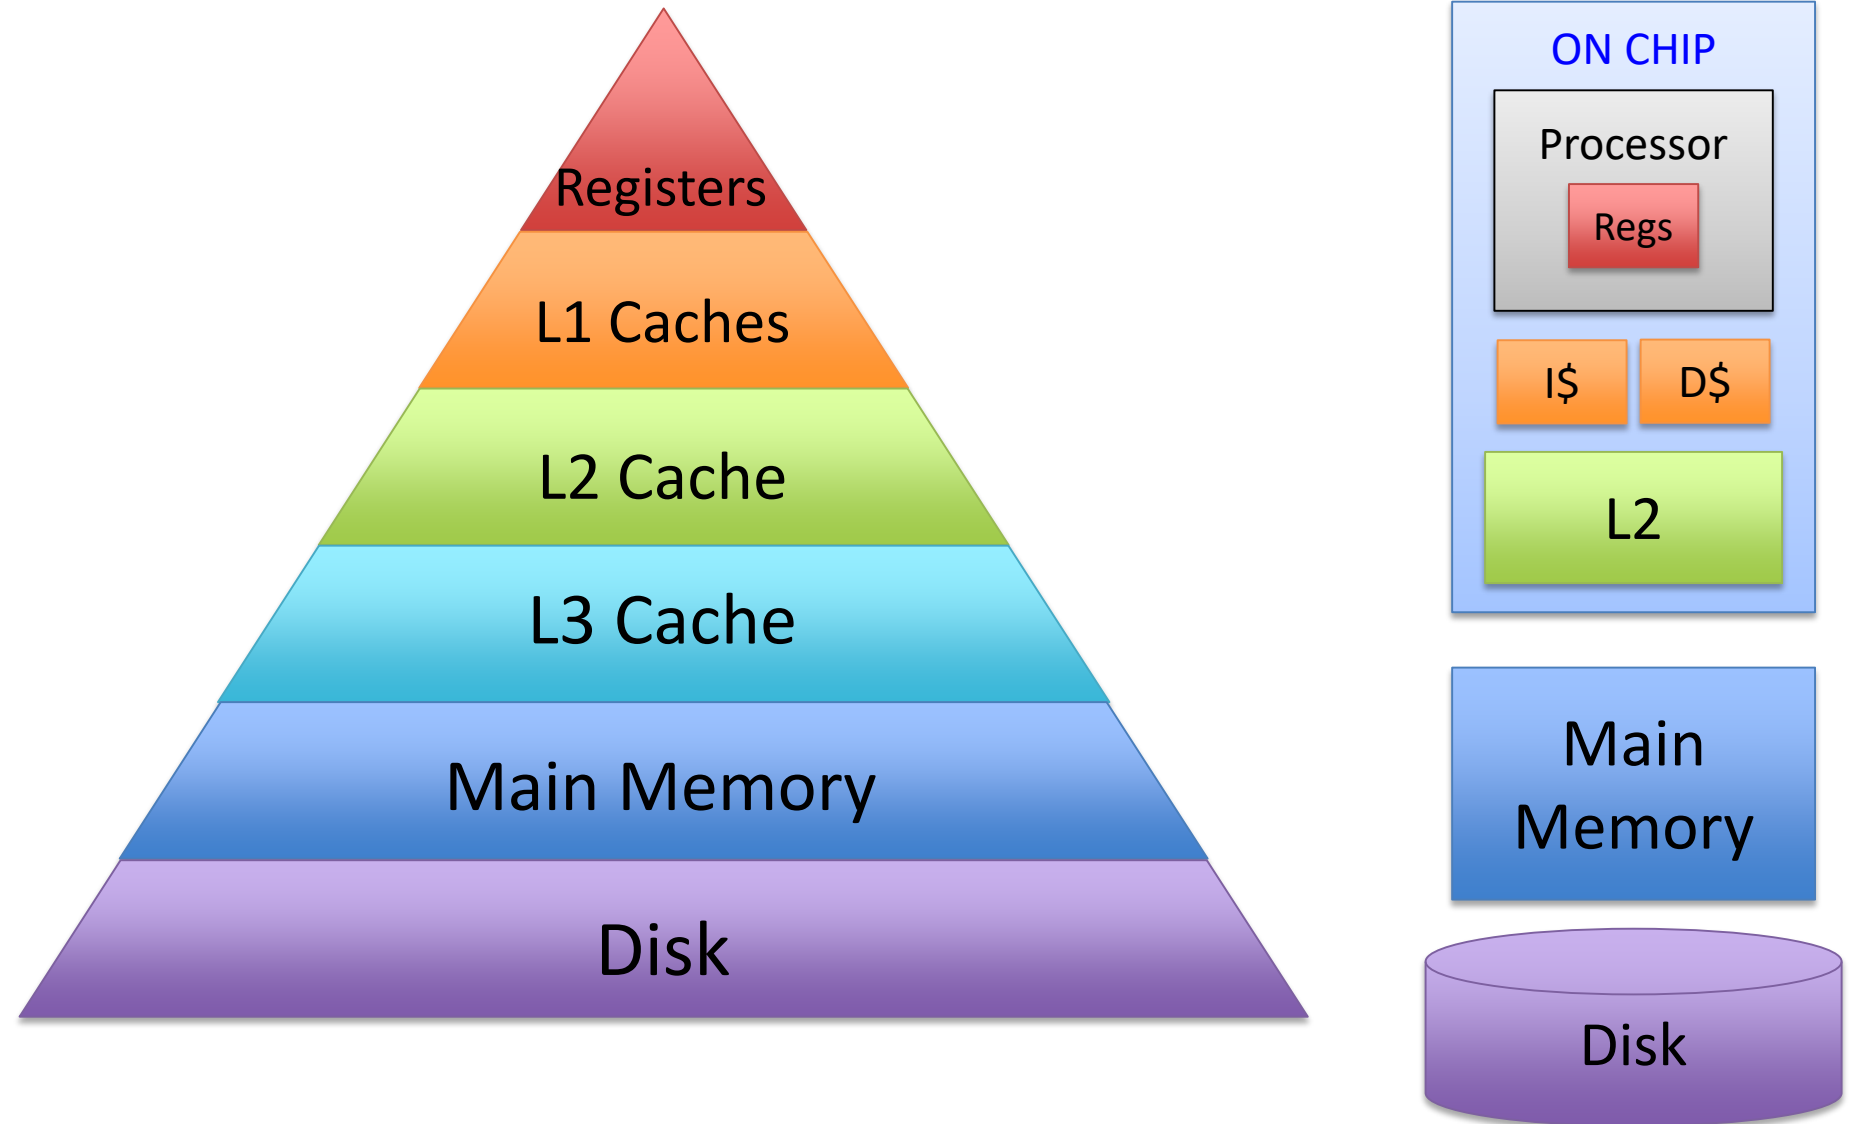 Registers
L1 Caches
L2 Cache
L3 Cache
Main Memory
Disk
ON CHIP
Processor
Regs
I$ D$
L2
Main
Memory
Disk